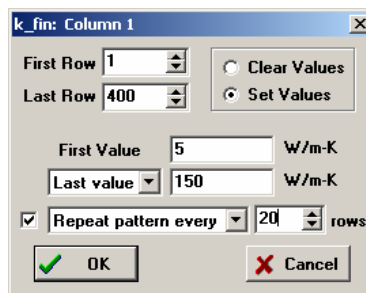 k_fin: Column 1
First Row 1
Last Row 400
Clear Values
Set Values
First Value 5 W/m-K
Last value 150 W/m-K
Repeat pattern every 20 rows
OK
Cancel